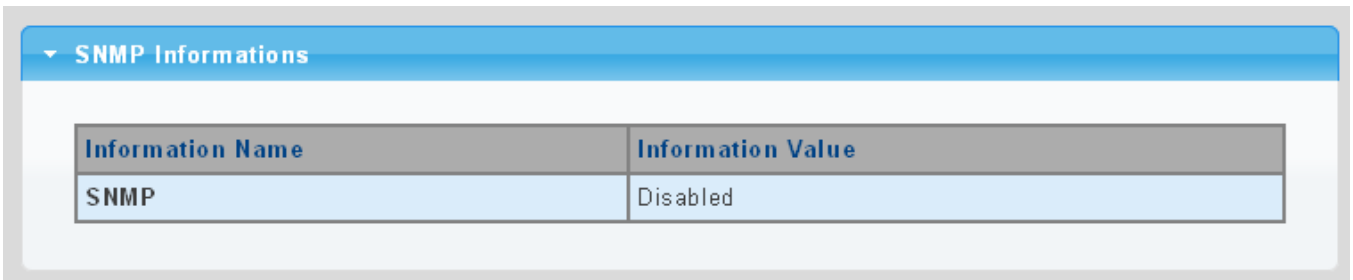 SNMP Informations
Information Name Information Value
SNMP Disabled